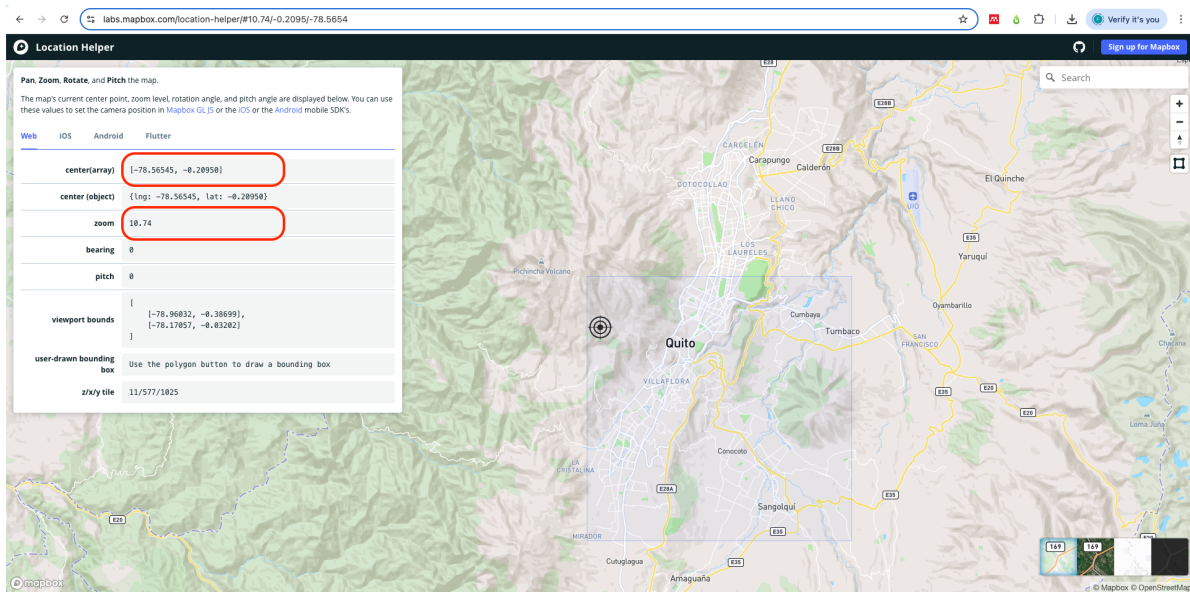 labs.mapbox.com/location-helper/#10.74/-0.2095/-78.5654
Verify it's you
Location Helper
Sign up for Mapbox
Pan, Zoom, Rotate, and Pitch the map.
The map's current center point, zoom level, rotation angle, and pitch angle are displayed below. You can use
these values to set the camera position in Mapbox GL JS or the iOS or the Android mobile SDK's.
Web iOS Android Flutter
center(array) [-78.56545, -0.20950]
center (object) {lng: -78.56545, lat: -0.20950}
zoom 10.74
bearing 0
pitch 0
viewport bounds [
[-78.96032, -0.38699],
[-78.17057, -0.03202]
]
user-drawn bounding
box
Use the polygon button to draw a bounding box
z/x/y tile 11/577/1025
Search
E28
E28B
CARCELÉN
E28B
Carapungo
Calderón
COTOCOLLAO
El Quinche
LLANO
CHICO
UIO
E35
LOS
LAURELES
Yaruquí
Pichincha Volcano
Oyambarillo
Cumbaya
Tumbaco
SAN
FRANCISCO
Quito
Chacana
VILLAFLORA
E35
E20
E20
Loma Juño
Conocoto
LA
CRISTALINA
E28A
E35
Sangolquí
E20
E35
MIRADOR
Cutuglagua
E35
Amaguaña
169
169
mapbox
© Mapbox © OpenStreetMap